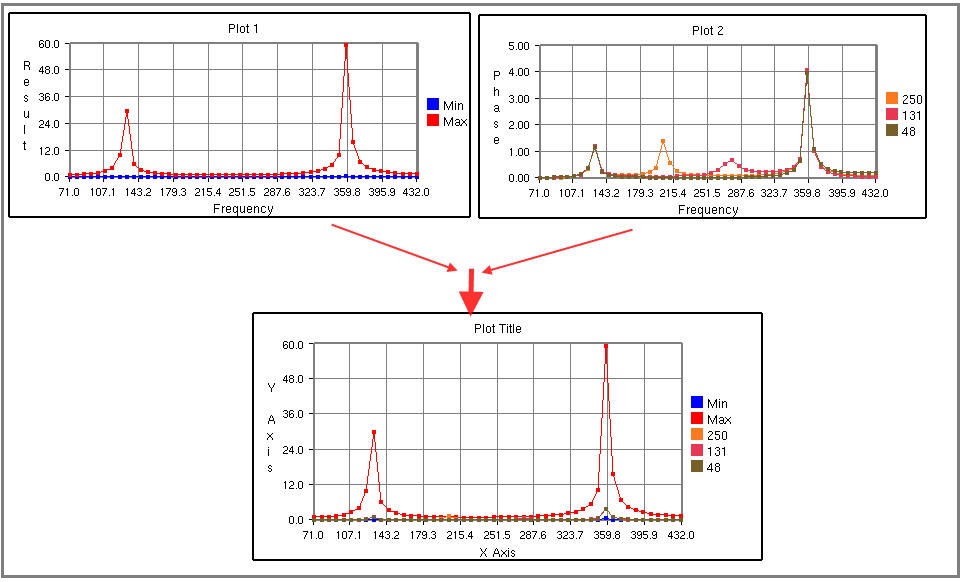 Plot 1
60.0
48.0
36.0
24.0
12.0
0.0
Result
71.0 107.1 143.2 179.3 215.4 251.5 287.6 323.7 359.8 395.9 432.0
Frequency
Min
Max
Plot 2
5.00
4.00
3.00
2.00
1.00
0.00
Phase
71.0 107.1 143.2 179.3 215.4 251.5 287.6 323.7 359.8 395.9 432.0
Frequency
250
131
48
Plot Title
60.0
48.0
36.0
24.0
12.0
0.0
Y Axis
71.0 107.1 143.2 179.3 215.4 251.5 287.6 323.7 359.8 395.9 432.0
X Axis
Min
Max
250
131
48